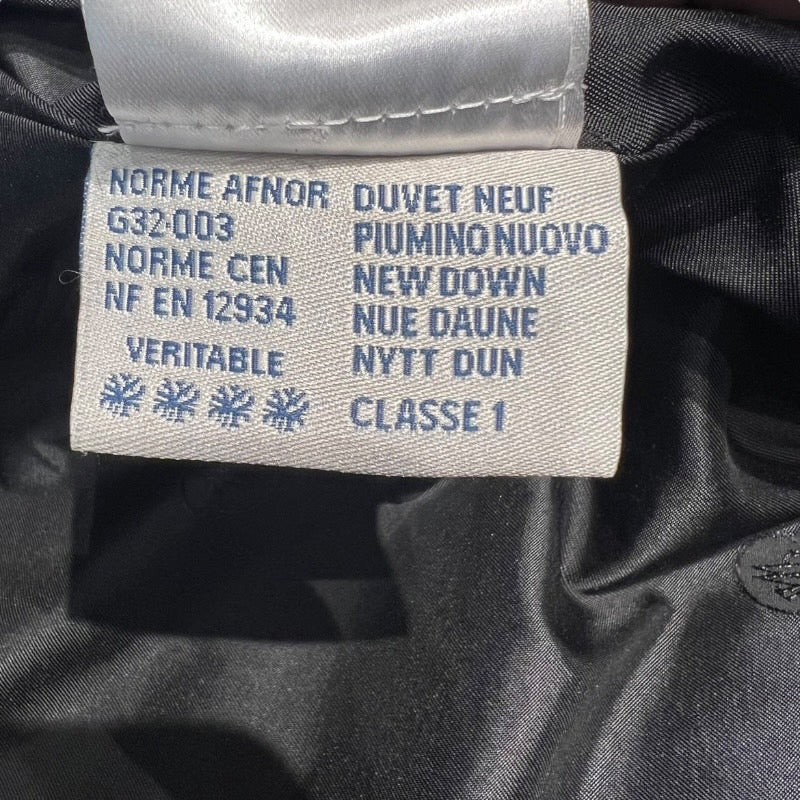 NORME AFNOR
G32-003
NORME CEN
NF EN 12934
VERITABLE
DUVET NEUF
PIUMINO NUOVO
NEW DOWN
NUE DAUNE
NYTT DUN
CLASSE 1